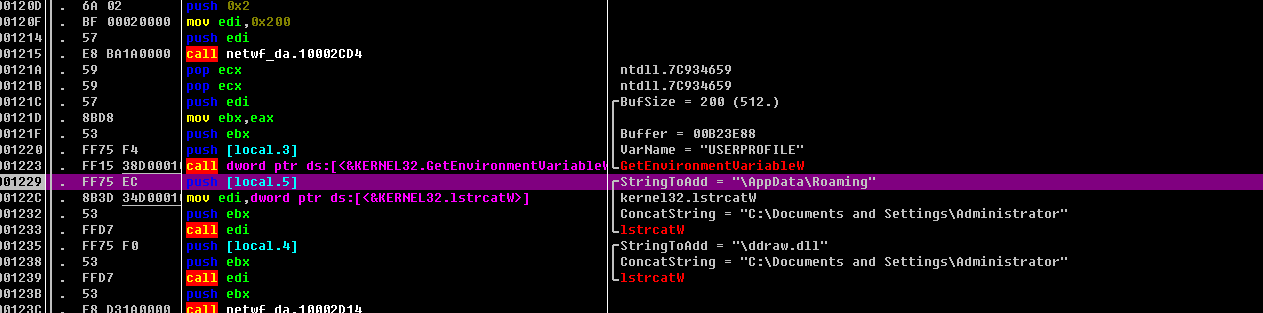 00120D . 6A 02 push 0x2
00120F . BF 00020000 mov edi,0x200
001214 . 57 push edi
001215 . E8 BA1A0000 call netwf_da.10002CD4
00121A . 59 pop ecx ntdll.7C934659
00121B . 59 pop ecx ntdll.7C934659
00121C . 57 push edi BufSize = 200 (512.)
00121D . 8BD8 mov ebx,eax
00121F . 53 push ebx Buffer = 00B23E88
001220 . FF75 F4 push [local.3] VarName = "USERPROFILE"
001223 . FF15 38D00010 call dword ptr ds:[<&KERNEL32.GetEnvironmentVariableW GetEnvironmentVariableW
001229 . FF75 EC push [local.5] StringToAdd = "\AppData\Roaming"
00122C . 8B3D 34D00010 mov edi,dword ptr ds:[<&KERNEL32.lstrcatW>] kernel32.lstrcatW
001232 . 53 push ebx ConcatString = "C:\Documents and Settings\Administrator"
001233 . FFD7 call edi lstrcatW
001235 . FF75 F0 push [local.4] StringToAdd = "\ddraw.dll"
001238 . 53 push ebx ConcatString = "C:\Documents and Settings\Administrator"
001239 . FFD7 call edi lstrcatW
00123B . 53 push ebx
00123C . E8 D31A0000 call netwf_da.10002D14